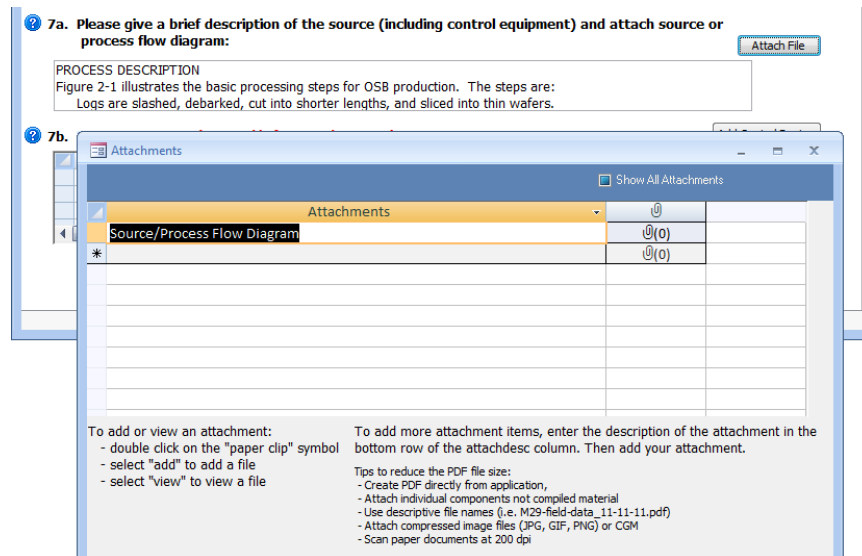 7a. Please give a brief description of the source (including control equipment) and attach source or
process flow diagram:
Attach File
PROCESS DESCRIPTION
Figure 2-1 illustrates the basic processing steps for OSB production. The steps are:
Logs are slashed, debarked, cut into shorter lengths, and sliced into thin wafers.
7b.
Attachments
Show All Attachments
Attachments
Source/Process Flow Diagram
(0)
(0)
To add or view an attachment:
- double click on the "paper clip" symbol
- select "add" to add a file
- select "view" to view a file
To add more attachment items, enter the description of the attachment in the
bottom row of the attachdesc column. Then add your attachment.
Tips to reduce the PDF file size:
- Create PDF directly from application,
- Attach individual components not compiled material
- Use descriptive file names (i.e. M29-field-data_11-11-11.pdf)
- Attach compressed image files (JPG, GIF, PNG) or CGM
- Scan paper documents at 200 dpi